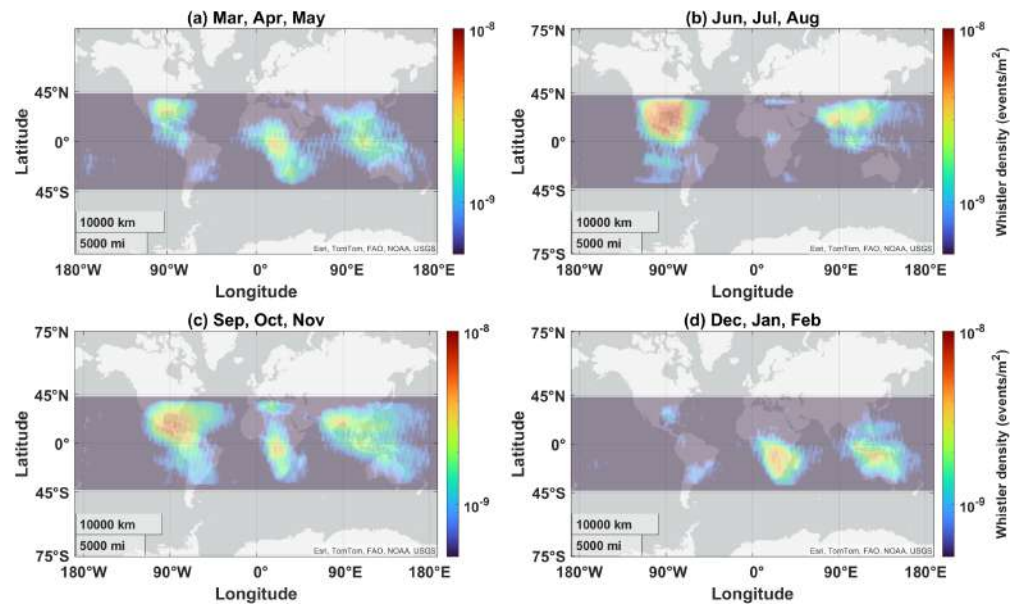 (a) Mar, Apr, May
10^-8
45°N
0°
45°S
Latitude
10^-9
10000 km
5000 mi
Esri, TomTom, FAO, NOAA, USGS
180°W 90°W 0° 90°E 180°E
Longitude
(b) Jun, Jul, Aug
75°N
45°N
0°
45°S
75°S
Latitude
10^-8
10^-9
Whistler density (events/m²)
10000 km
5000 mi
Esri, TomTom, FAO, NOAA, USGS
180°W 90°W 0° 90°E 180°E
Longitude
(c) Sep, Oct, Nov
75°N
45°N
0°
45°S
75°S
Latitude
10^-8
10^-9
10000 km
5000 mi
Esri, TomTom, FAO, NOAA, USGS
180°W 90°W 0° 90°E 180°E
Longitude
(d) Dec, Jan, Feb
75°N
45°N
0°
45°S
75°S
Latitude
10^-8
10^-9
Whistler density (events/m²)
10000 km
5000 mi
Esri, TomTom, FAO, NOAA, USGS
180°W 90°W 0° 90°E 180°E
Longitude